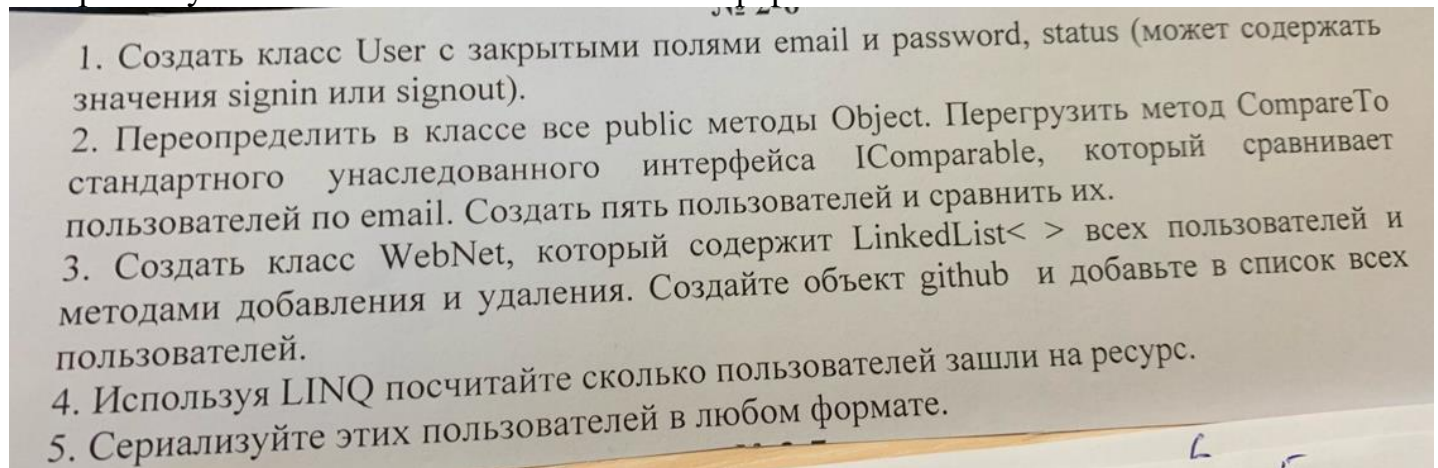 1. Создать класс User с закрытыми полями email и password, status (может содержать
значения signin или signout).
2. Переопределить в классе все public методы Object. Перегрузить метод CompareTo
стандартного унаследованного интерфейса IComparable, который сравнивает
пользователей по email. Создать пять пользователей и сравнить их.
3. Создать класс WebNet, который содержит LinkedList< > всех пользователей и
методами добавления и удаления. Создайте объект github и добавьте в список всех
пользователей.
4. Используя LINQ посчитайте сколько пользователей зашли на ресурс.
5. Сериализуйте этих пользователей в любом формате.